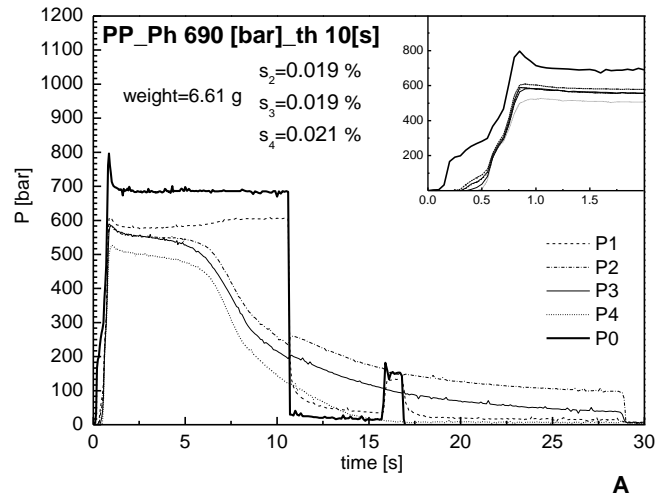 PP_Ph 690 [bar]_th 10[s]
weight=6.61 g
s2=0.019 %
s3=0.019 %
s4=0.021 %
P [bar]
1200
1100
1000
900
800
700
600
500
400
300
200
100
0
0
5
10
15
20
25
30
time [s]
800
600
400
200
0.0
0.5
1.0
1.5
P1
P2
P3
P4
P0
A